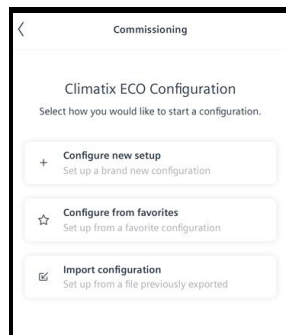 Commissioning
Climatix ECO Configuration
Select how you would like to start a configuration.
Configure new setup
Set up a brand new configuration
Configure from favorites
Set up from a favorite configuration
Import configuration
Set up from a file previously exported